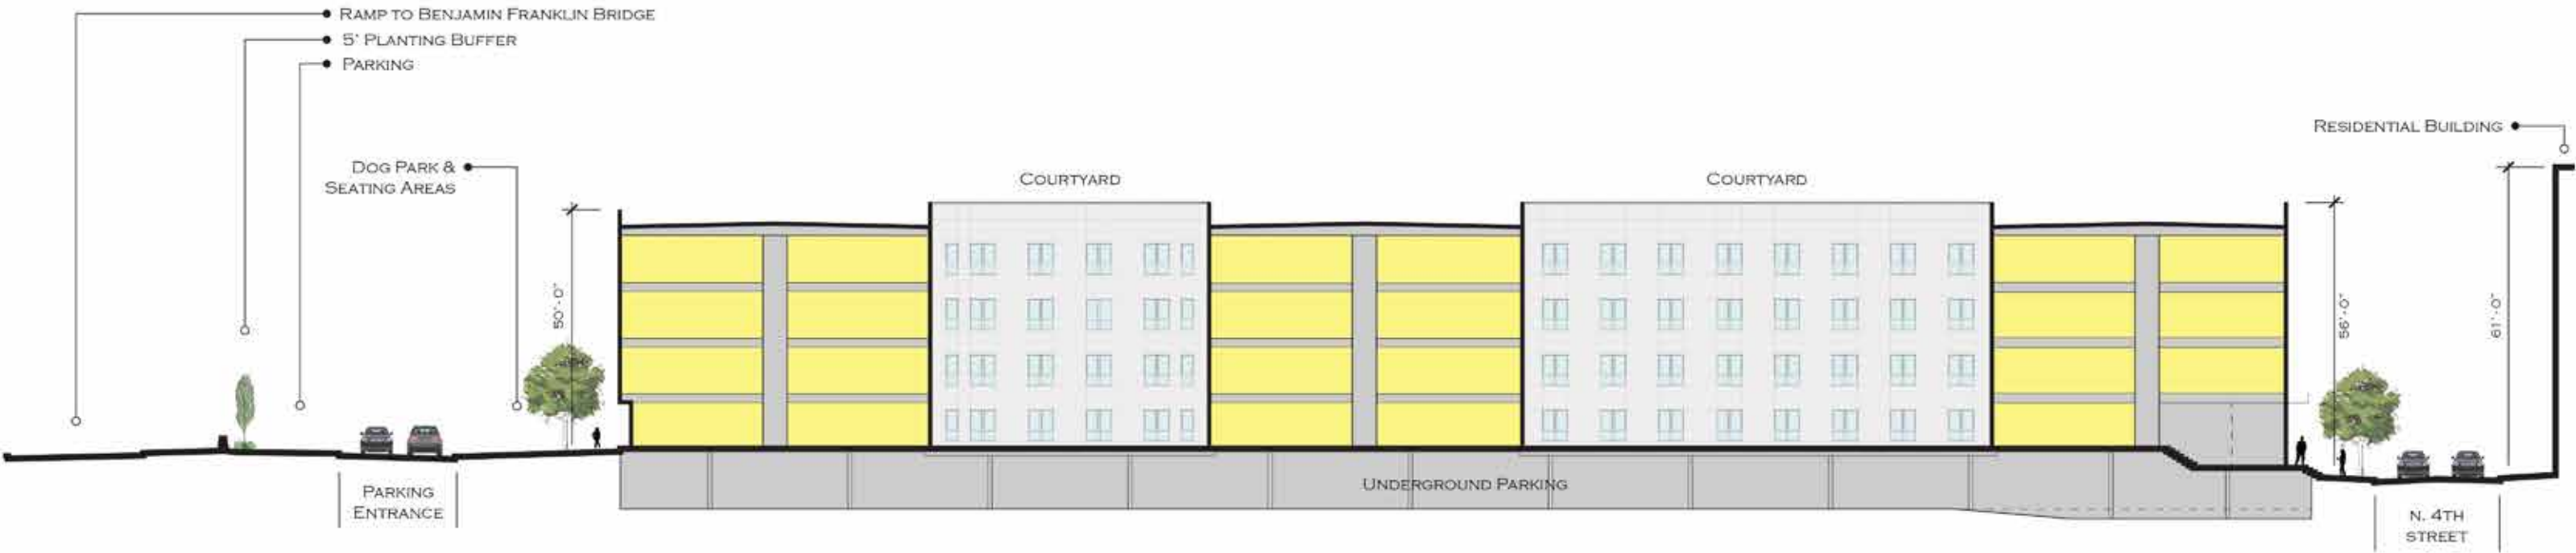 RAMP TO BENJAMIN FRANKLIN BRIDGE
5' PLANTING BUFFER
PARKING
RESIDENTIAL BUILDING
DOG PARK &
SEATING AREAS
COURTYARD
COURTYARD
50'-0"
56'-0"
61'-0"
PARKING
ENTRANCE
UNDERGROUND PARKING
N. 4TH
STREET